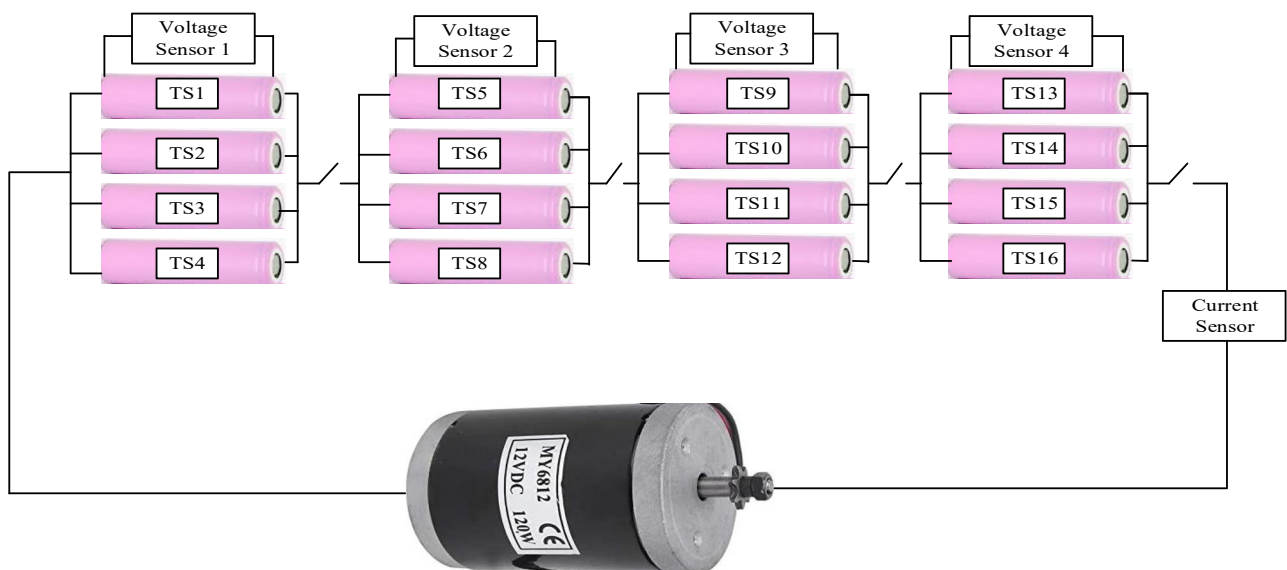 Voltage
Sensor 1
Voltage
Sensor 2
Voltage
Sensor 3
Voltage
Sensor 4
TS1
TS5
TS9
TS13
TS2
TS6
TS10
TS14
TS3
TS7
TS11
TS15
TS4
TS8
TS12
TS16
Current
Sensor
MY6812
12VDC 120W
CE